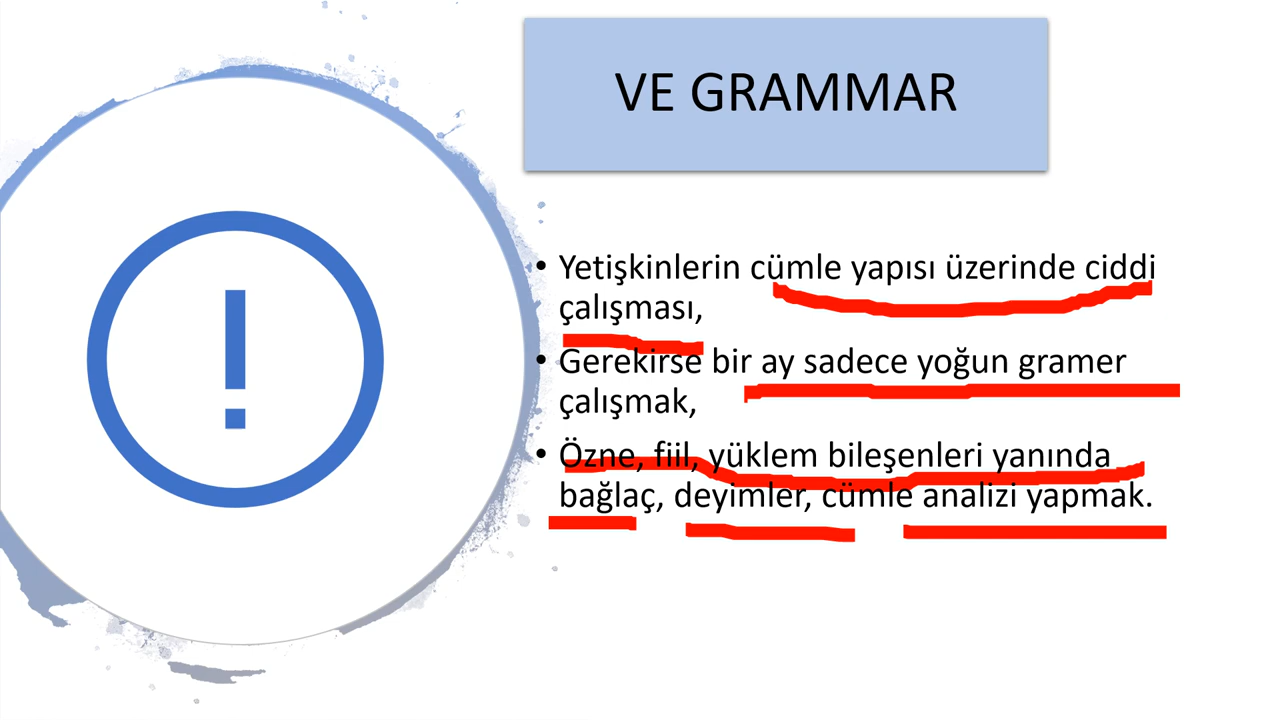 VE GRAMMAR
• Yetişkinlerin cümle yapısı üzerinde ciddi
çalışması,
• Gerekirse bir ay sadece yoğun gramer
çalışmak,
• Özne, fiil, yüklem bileşenleri yanında
bağlaç, deyimler, cümle analizi yapmak.